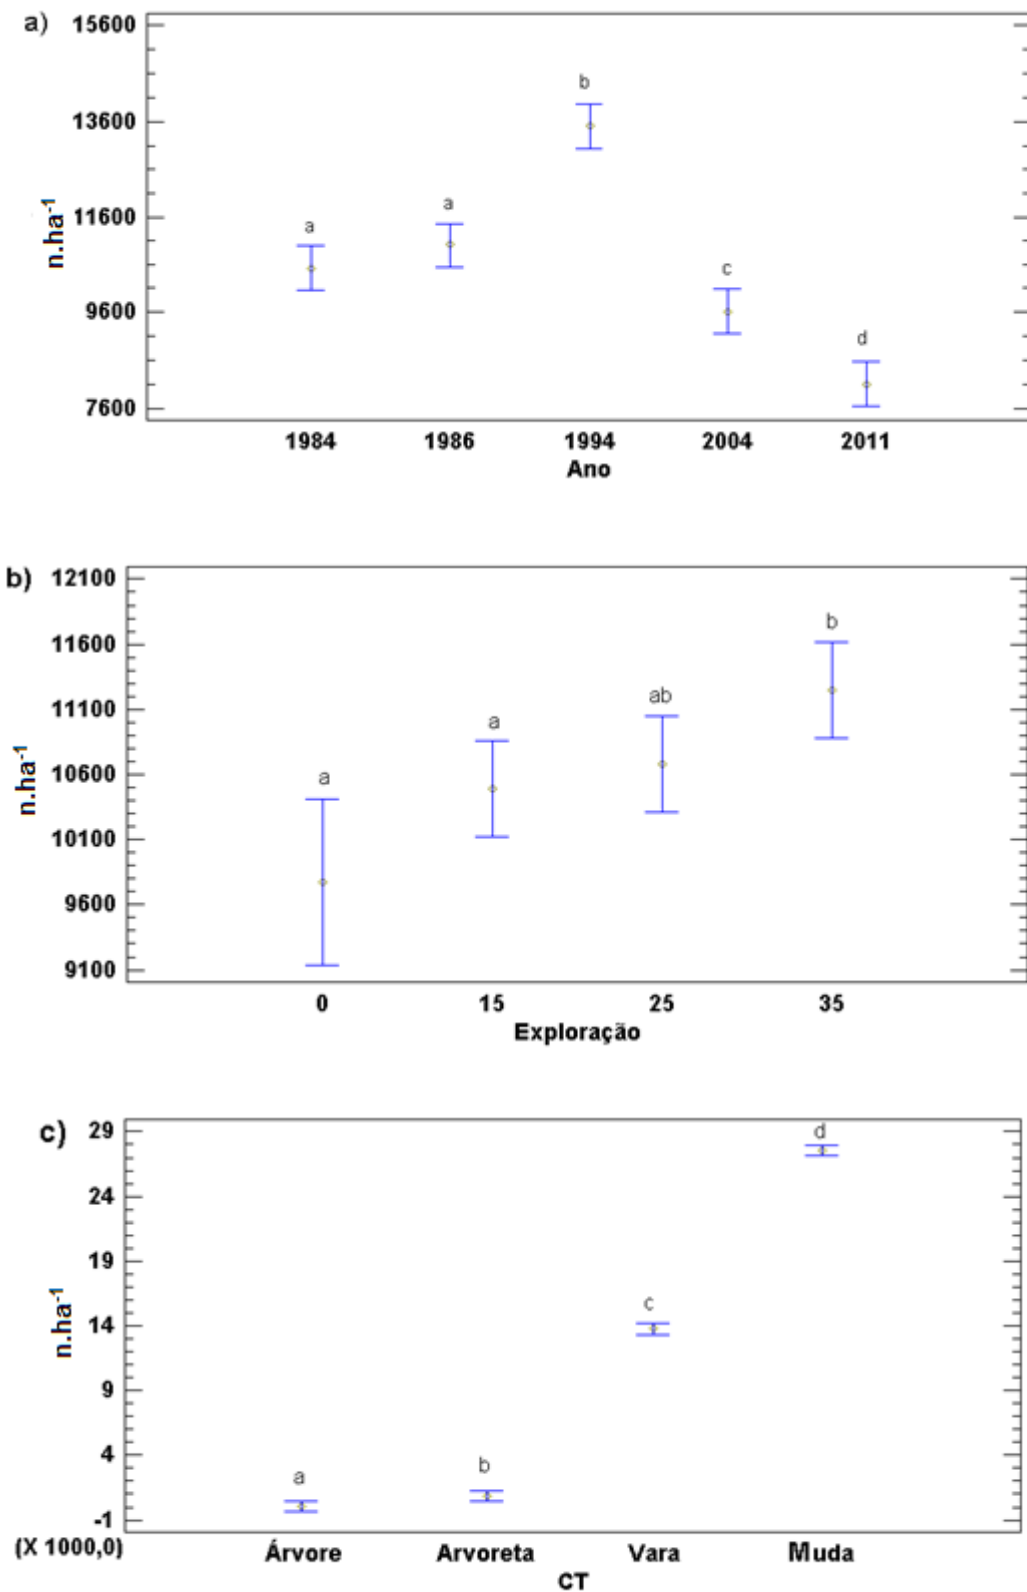 a)
15600
13600
11600
9600
7600
n.ha-1
a
a
b
c
d
1984 1986 1994 2004 2011
Ano
b)
12100
11600
11100
10600
10100
9600
9100
n.ha-1
a
a
ab
b
0 15 25 35
Exploração
c)
29
24
19
14
9
4
-1
(X 1000,0)
n.ha-1
a
b
c
d
Árvore Arvoreta Vara Muda
CT